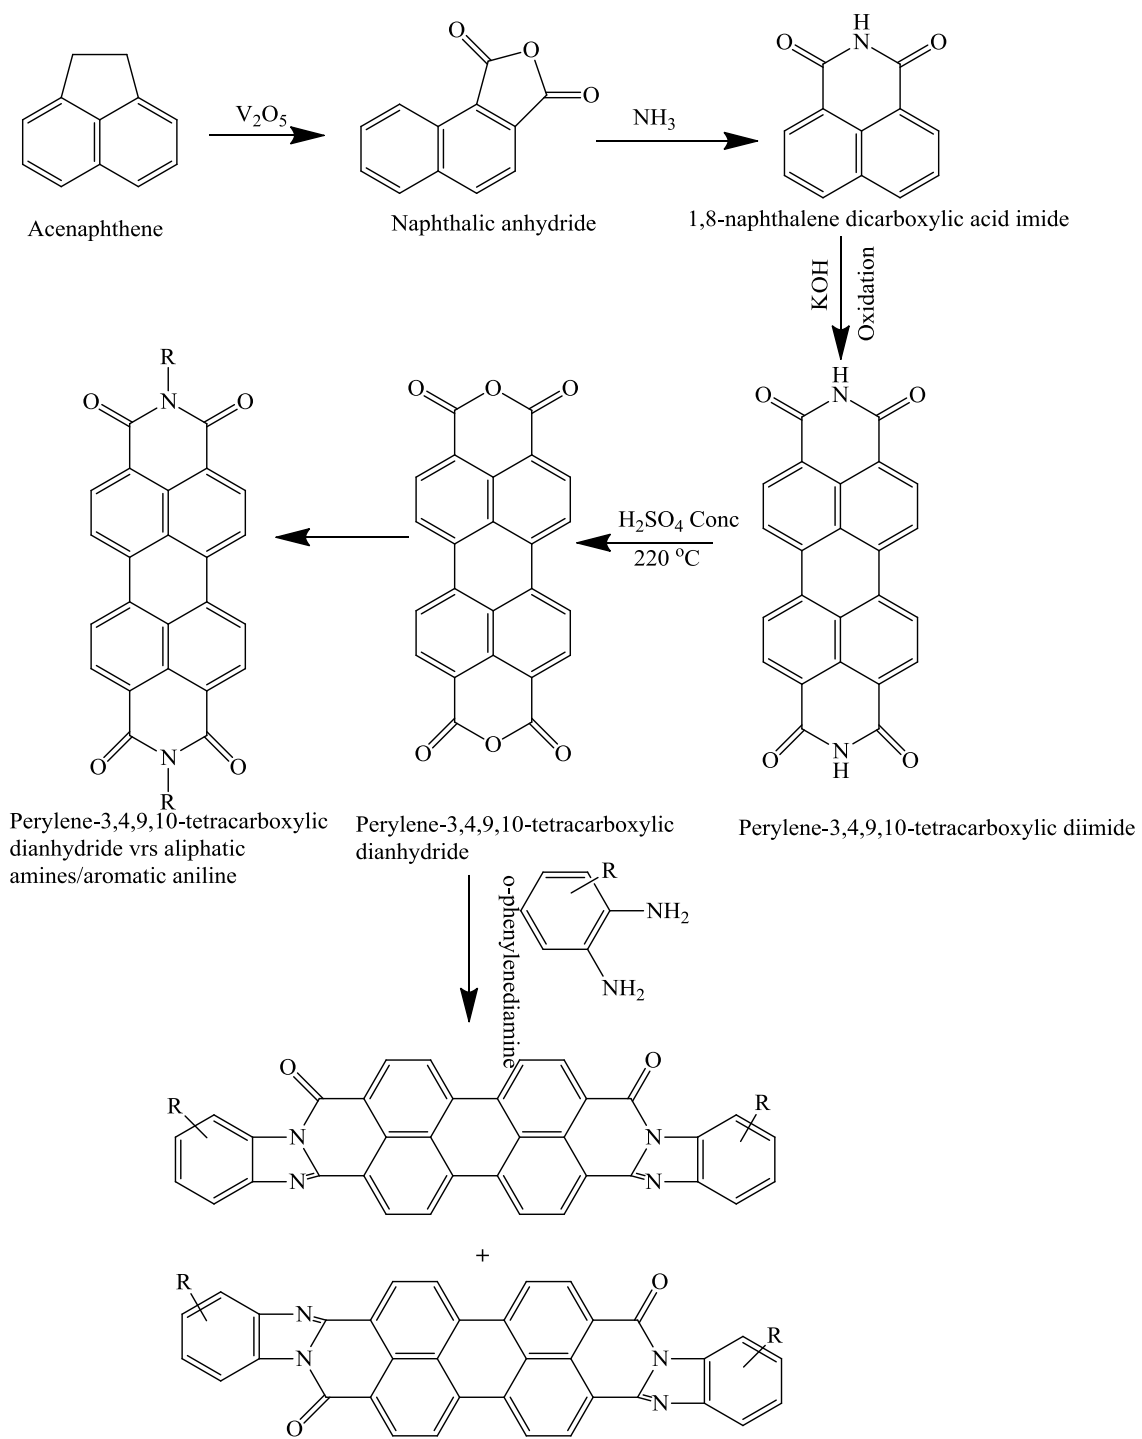 O
O
O
V₂O₅
NH₃
O
H
N
O
Acenaphthene
Naphthalic anhydride
1,8-naphthalene dicarboxylic acid imide
KOH
Oxidation
R
O
N
O
O
N
O
R
O
O
O
O
O
O
H₂SO₄ Conc
220 °C
H
O
N
O
O
N
H
O
Perylene-3,4,9,10-tetracarboxylic
dianhydride vrs aliphatic
amines/aromatic aniline
Perylene-3,4,9,10-tetracarboxylic
dianhydride
Perylene-3,4,9,10-tetracarboxylic diimide
o-phenylenediamine
R
NH₂
NH₂
O
O
R
N
N
N
N
R
+
R
N
N
O
O
N
N
R